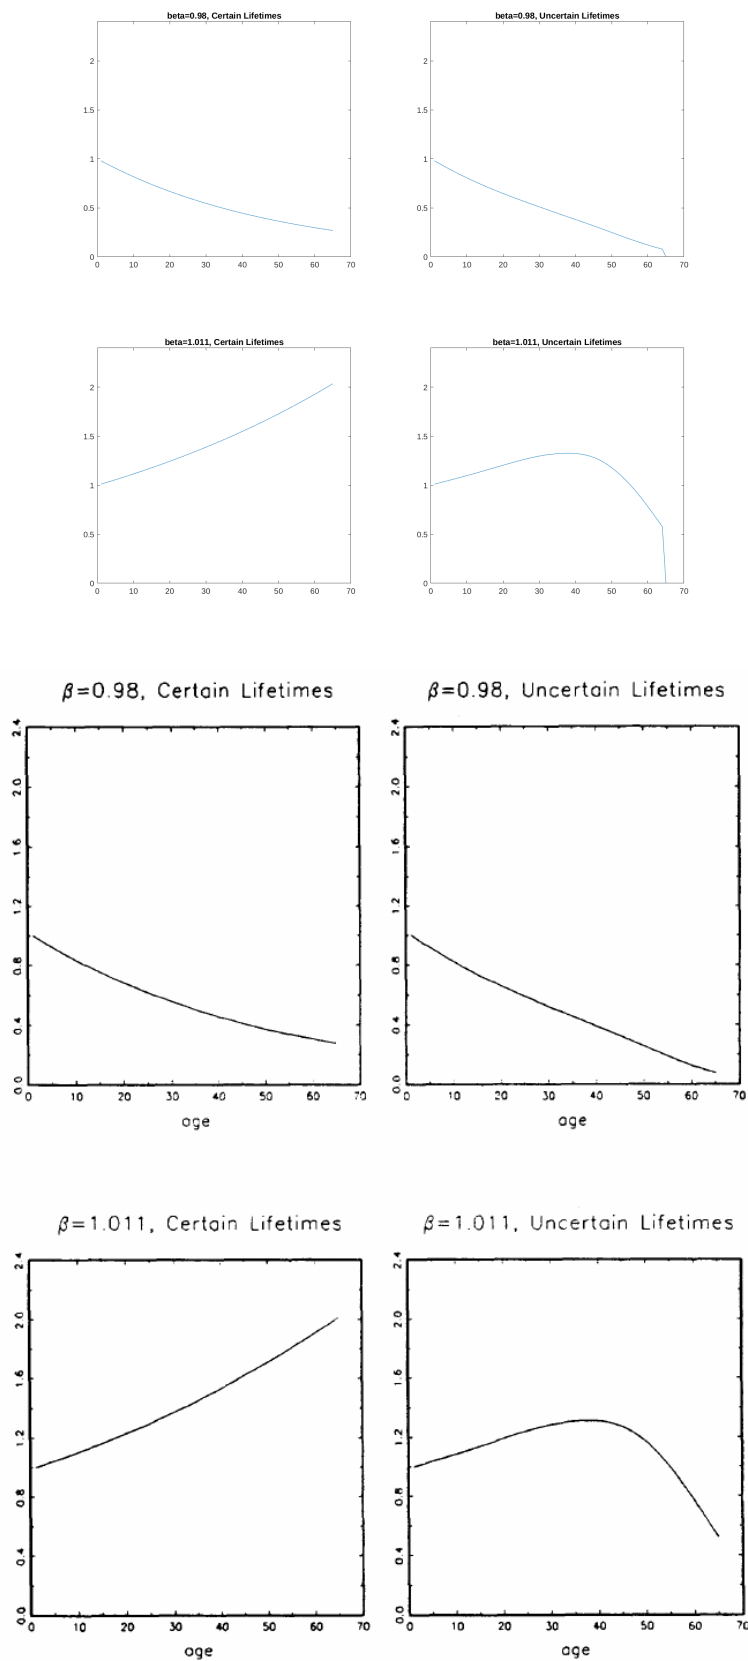 beta=0.98, Certain Lifetimes
2
1.5
1
0.5
0
0 10 20 30 40 50 60 70
beta=0.98, Uncertain Lifetimes
2
1.5
1
0.5
0
0 10 20 30 40 50 60 70
beta=1.011, Certain Lifetimes
2
1.5
1
0.5
0
0 10 20 30 40 50 60 70
beta=1.011, Uncertain Lifetimes
2
1.5
1
0.5
0
0 10 20 30 40 50 60 70
β=0.98, Certain Lifetimes
2.4
2.0
1.6
1.2
0.8
0.4
0.0
0 10 20 30 40 50 60 70
age
β=0.98, Uncertain Lifetimes
2.4
2.0
1.6
1.2
0.8
0.4
0.0
0 10 20 30 40 50 60 70
age
β=1.011, Certain Lifetimes
2.4
2.0
1.6
1.2
0.8
0.4
0.0
0 10 20 30 40 50 60 70
age
β=1.011, Uncertain Lifetimes
2.4
2.0
1.6
1.2
0.8
0.4
0.0
0 10 20 30 40 50 60 70
age